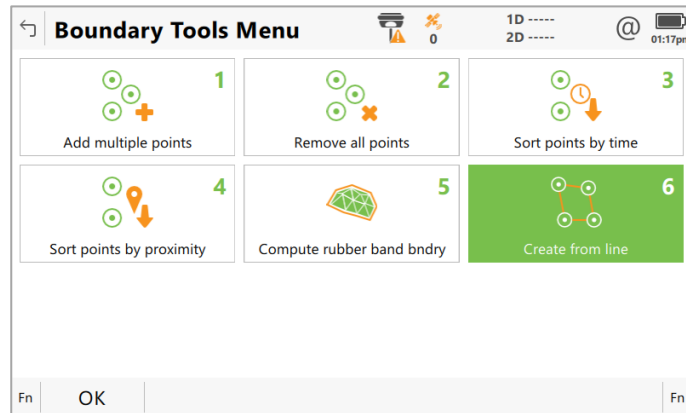 Boundary Tools Menu
0
1D -----
2D -----
@
01:17pm
1
Add multiple points
2
Remove all points
3
Sort points by time
4
Sort points by proximity
5
Compute rubber band bndry
6
Create from line
Fn
OK
Fn